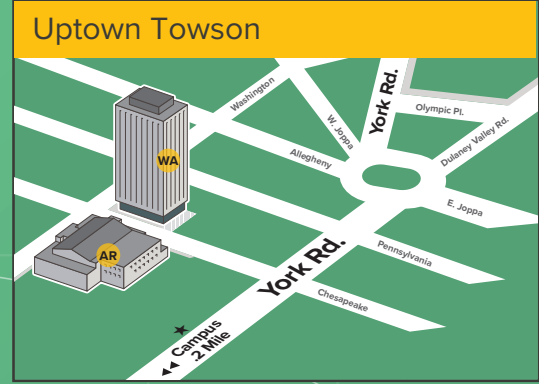 Uptown Towson
Washington
W. Joppa
York Rd.
Olympic Pl.
Dulaney Valley Rd.
Allegheny
WA
E. Joppa
Pennsylvania
AR
York Rd.
Chesapeake
Campus
.2 Mile